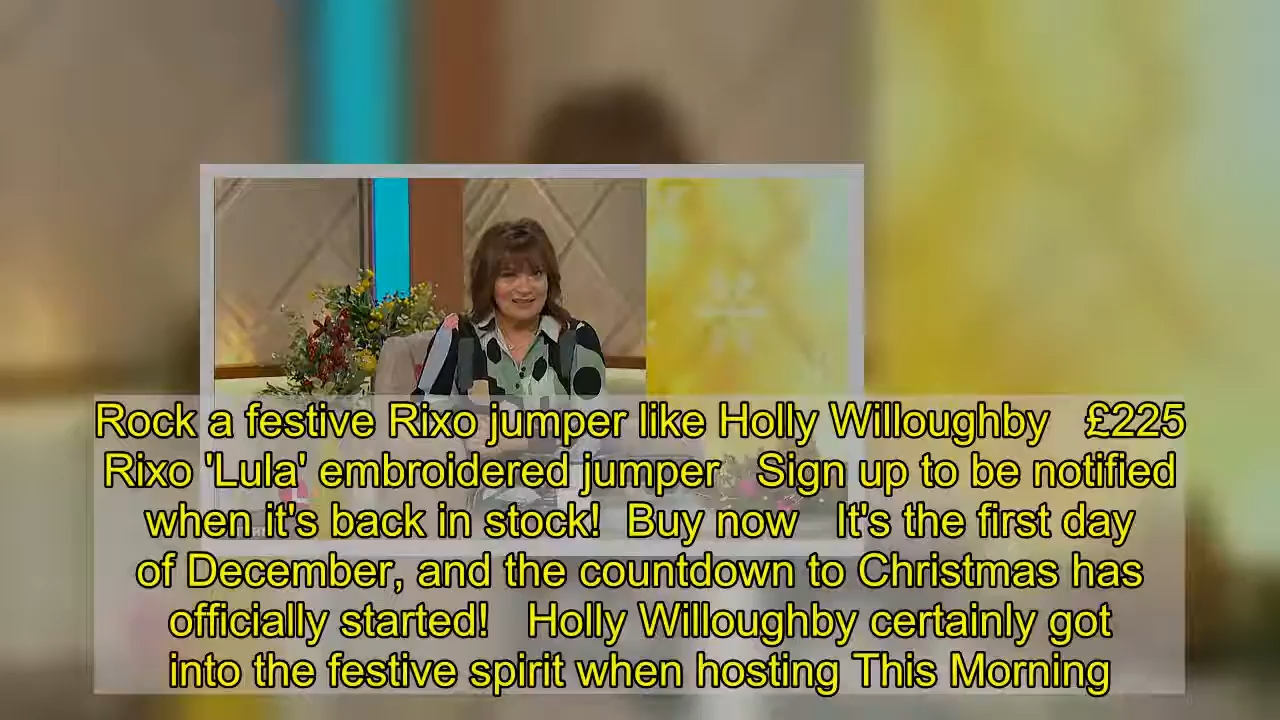 Rock a festive Rixo jumper like Holly Willoughby £225
Rixo 'Lula' embroidered jumper Sign up to be notified
when it's back in stock! Buy now It's the first day
of December, and the countdown to Christmas has
officially started! Holly Willoughby certainly got
into the festive spirit when hosting This Morning